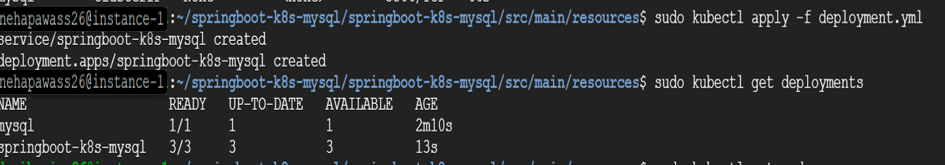 nehapawass26@instance-1:~/springboot-k8s-mysql/springboot-k8s-mysql/src/main/resources$ sudo kubectl apply -f deployment.yml
service/springboot-k8s-mysql created
deployment.apps/springboot-k8s-mysql created
nehapawass26@instance-1:~/springboot-k8s-mysql/springboot-k8s-mysql/src/main/resources$ sudo kubectl get deployments
NAME READY UP-TO-DATE AVAILABLE AGE
mysql 1/1 1 1 2m10s
springboot-k8s-mysql 3/3 3 3 13s